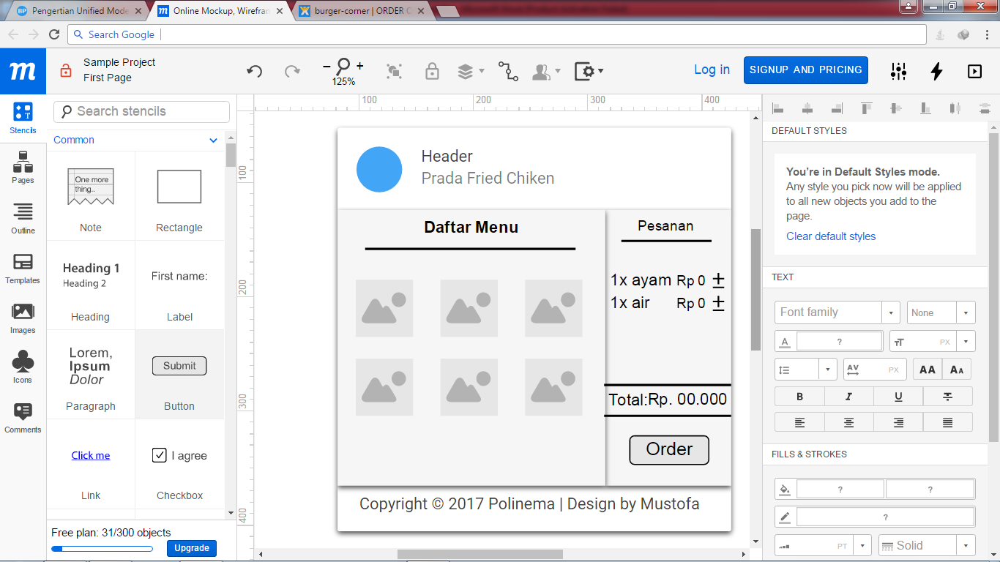 Pengertian Unified Mode
Online Mockup, Wirefran
burger-corner | ORDER C
Search Google
m
Sample Project
First Page
125%
Log in
SIGNUP AND PRICING
Stencils
Pages
Outline
Templates
Images
Icons
Comments
Search stencils
Common
One more
thing..
Note
Rectangle
Heading 1
Heading 2
Heading
First name:
Label
Lorem,
Ipsum
Dolor
Paragraph
Submit
Button
Click me
Link
I agree
Checkbox
Free plan: 31/300 objects
Upgrade
100
200
300
400
100
200
300
400
Header
Prada Fried Chiken
Daftar Menu
Pesanan
1x ayam Rp 0 +
1x air Rp 0 +
Total:Rp. 00.000
Order
Copyright © 2017 Polinema | Design by Mustofa
DEFAULT STYLES
You’re in Default Styles mode.
Any style you pick now will be applied
to all new objects you add to the
page.
Clear default styles
TEXT
Font family
None
A ?
TT PX
AV PX
AA AA
B I U T
FILLS & STROKES
? ?
?
PT
Solid